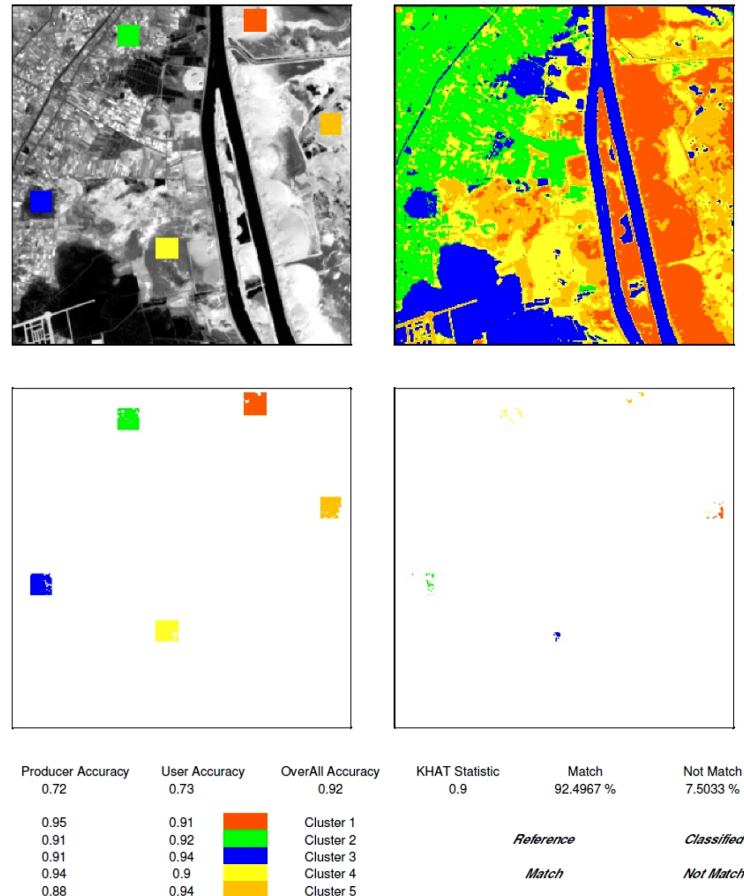 Producer Accuracy User Accuracy OverAll Accuracy KHAT Statistic Match Not Match
0.72 0.73 0.92 0.9 92.4967 % 7.5033 %
0.95 0.91 Cluster 1
0.91 0.92 Cluster 2 Reference Classified
0.91 0.94 Cluster 3
0.94 0.9 Cluster 4 Match Not Match
0.88 0.94 Cluster 5